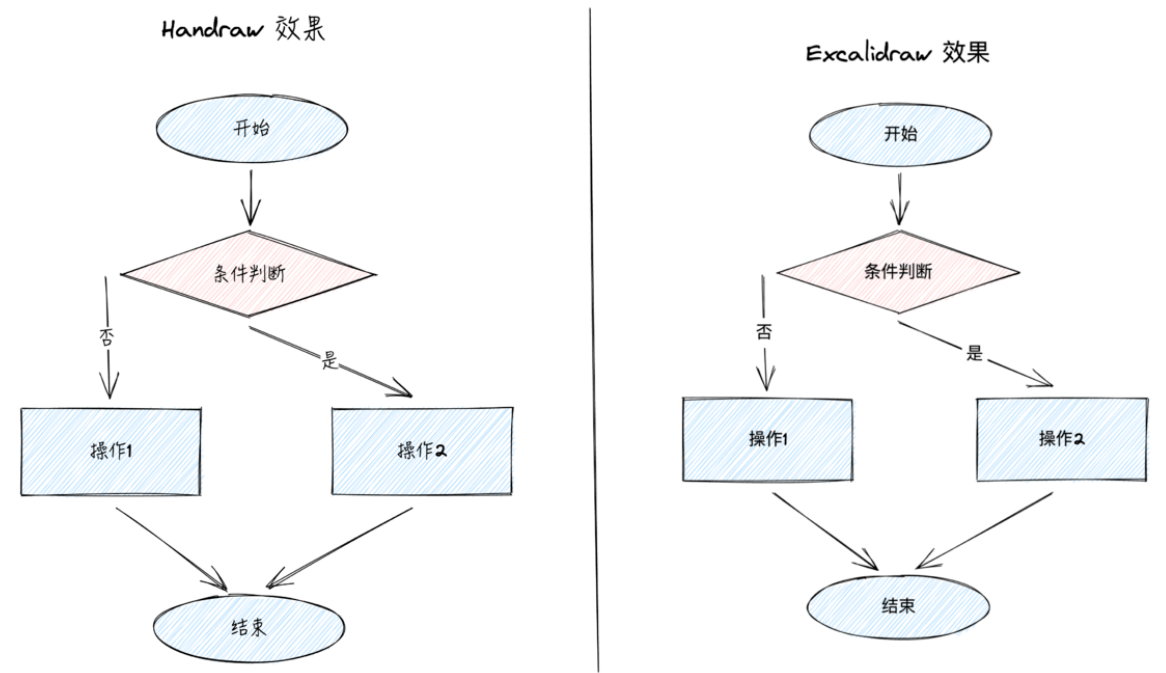 Handraw 效果
开始
条件判断
否
是
操作1
操作2
结束
Excalidraw 效果
开始
条件判断
否
是
操作1
操作2
结束